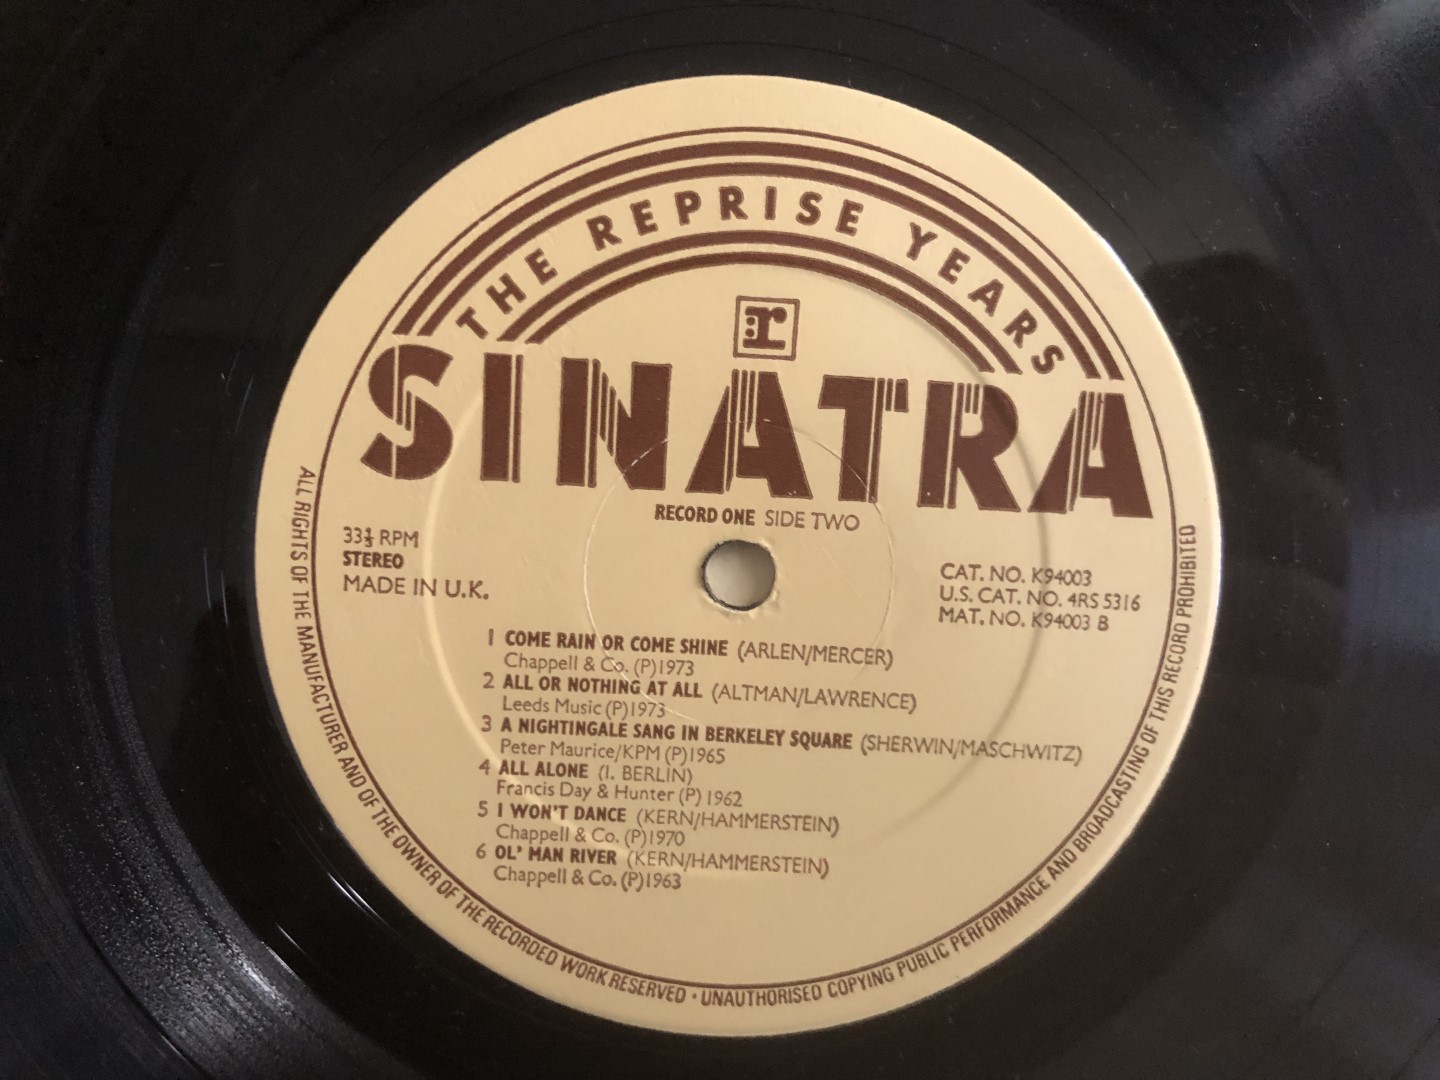 THE REPRISE YEARS
r
SINATRA
RECORD ONE SIDE TWO
33⅓ RPM
STEREO
MADE IN U.K.
CAT. NO. K94003
U.S. CAT. NO. 4RS 5316
MAT. NO. K94003 B
1 COME RAIN OR COME SHINE (ARLEN/MERCER)
Chappell & Co. (P)1973
2 ALL OR NOTHING AT ALL (ALTMAN/LAWRENCE)
Leeds Music (P)1973
3 A NIGHTINGALE SANG IN BERKELEY SQUARE (SHERWIN/MASCHWITZ)
Peter Maurice/KPM (P)1965
4 ALL ALONE (I. BERLIN)
Francis Day & Hunter (P) 1962
5 I WON'T DANCE (KERN/HAMMERSTEIN)
Chappell & Co. (P)1970
6 OL' MAN RIVER (KERN/HAMMERSTEIN)
Chappell & Co. (P)1963
ALL RIGHTS OF THE MANUFACTURER AND OF THE OWNER OF THE RECORDED WORK RESERVED · UNAUTHORISED COPYING PUBLIC PERFORMANCE AND BROADCASTING OF THIS RECORD PROHIBITED